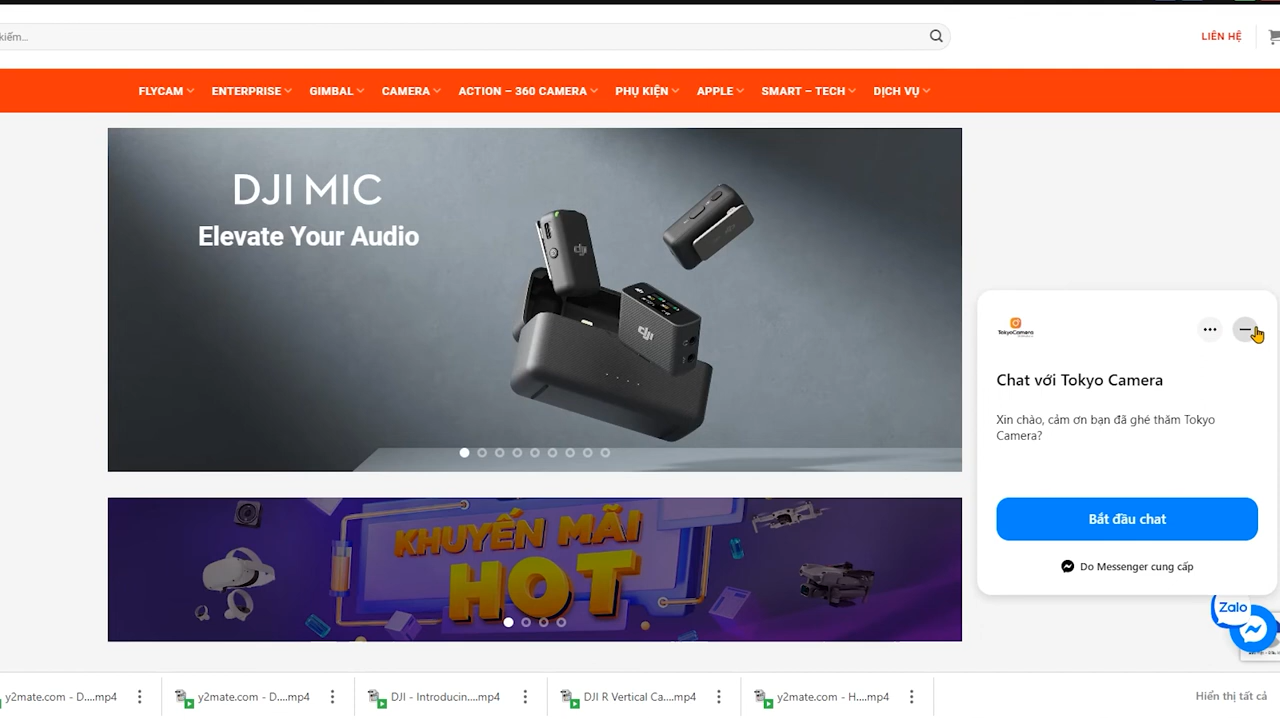 kiếm...
LIÊN HỆ
FLYCAM ENTERPRISE GIMBAL CAMERA ACTION – 360 CAMERA PHỤ KIỆN APPLE SMART – TECH DỊCH VỤ
DJI MIC
Elevate Your Audio
dji
dji
TokyoCamera
Chat với Tokyo Camera
Xin chào, cảm ơn bạn đã ghé thăm Tokyo
Camera?
Bắt đầu chat
Do Messenger cung cấp
KHUYẾN MÃI
HOT
Zalo
y2mate.com - D....mp4
y2mate.com - D....mp4
DJI - Introducin....mp4
DJI R Vertical Ca....mp4
y2mate.com - H....mp4
Hiển thị tất cả